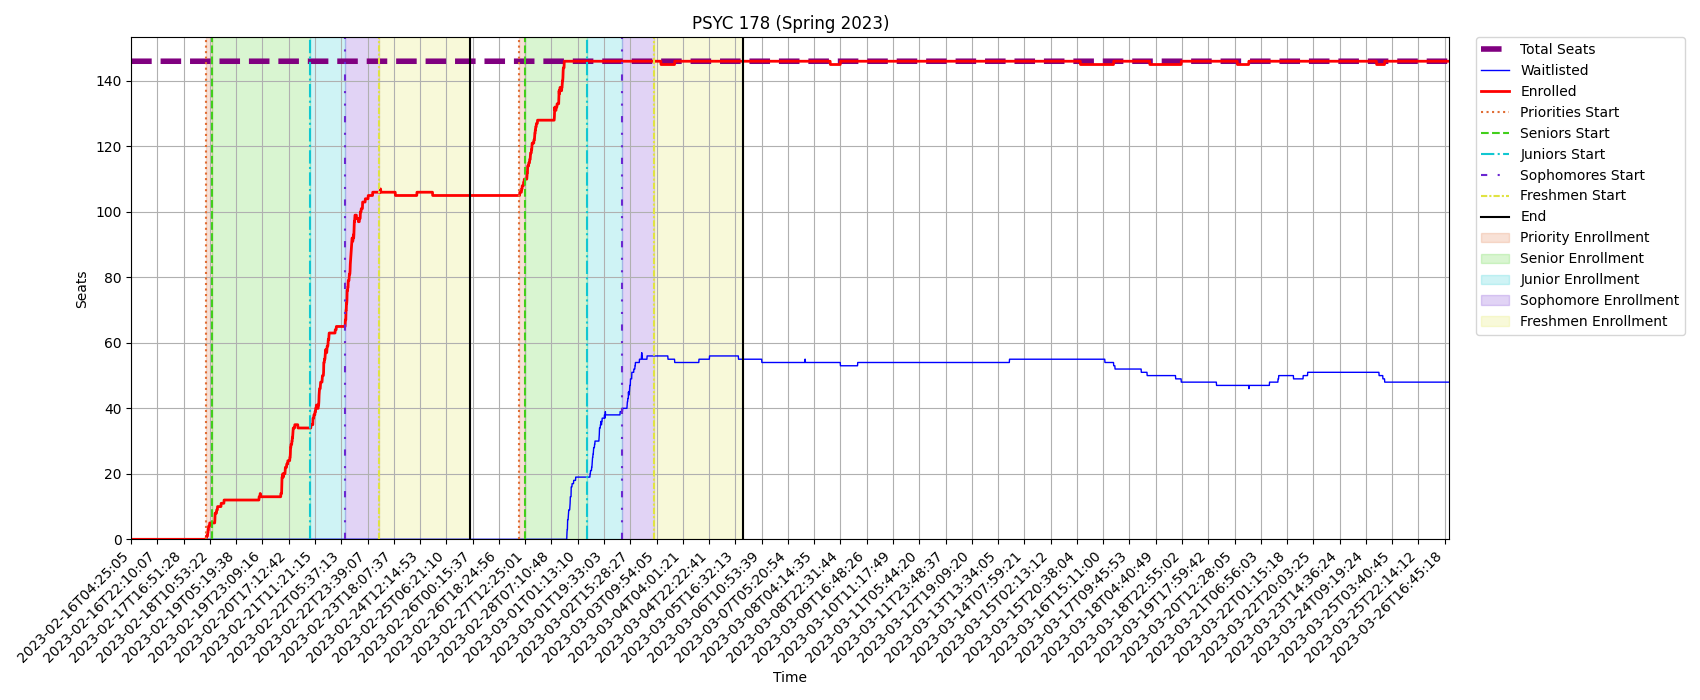 PSYC 178 (Spring 2023)
Total Seats
Waitlisted
Enrolled
Priorities Start
Seniors Start
Juniors Start
Sophomores Start
Freshmen Start
End
Priority Enrollment
Senior Enrollment
Junior Enrollment
Sophomore Enrollment
Freshmen Enrollment
Seats
140
120
100
80
60
40
20
0
2023-02-16T04:25:05
2023-02-16T22:10:07
2023-02-17T16:51:28
2023-02-18T10:53:22
2023-02-19T05:19:38
2023-02-19T23:09:16
2023-02-20T17:12:42
2023-02-21T11:21:15
2023-02-22T05:37:13
2023-02-22T23:39:07
2023-02-23T18:07:37
2023-02-24T12:14:53
2023-02-25T06:21:10
2023-02-26T00:15:37
2023-02-26T18:24:56
2023-02-27T12:25:01
2023-02-28T07:10:48
2023-03-01T01:13:10
2023-03-01T19:33:03
2023-03-02T15:28:27
2023-03-03T09:54:05
2023-03-04T04:01:21
2023-03-04T22:22:41
2023-03-05T16:32:13
2023-03-06T10:53:39
2023-03-07T05:20:54
2023-03-08T04:14:35
2023-03-08T22:31:44
2023-03-09T16:48:26
2023-03-10T11:17:49
2023-03-11T05:44:20
2023-03-11T23:48:37
2023-03-12T19:09:20
2023-03-13T13:34:05
2023-03-14T07:59:21
2023-03-15T02:13:12
2023-03-15T20:38:04
2023-03-16T15:11:00
2023-03-17T09:45:53
2023-03-18T04:40:49
2023-03-18T22:55:02
2023-03-19T17:59:42
2023-03-20T12:28:05
2023-03-21T06:56:03
2023-03-22T01:15:18
2023-03-22T20:03:25
2023-03-23T14:36:24
2023-03-24T09:19:24
2023-03-25T03:40:45
2023-03-25T22:14:12
2023-03-26T16:45:18
Time